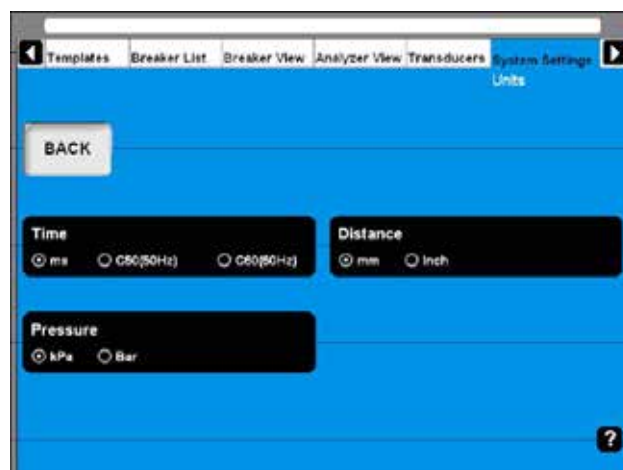 Templates Breaker List Breaker View Analyzer View Transducers System Settings
Units
BACK
Time
ms C50(50Hz) C60(60Hz)
Distance
mm Inch
Pressure
kPa Bar
?